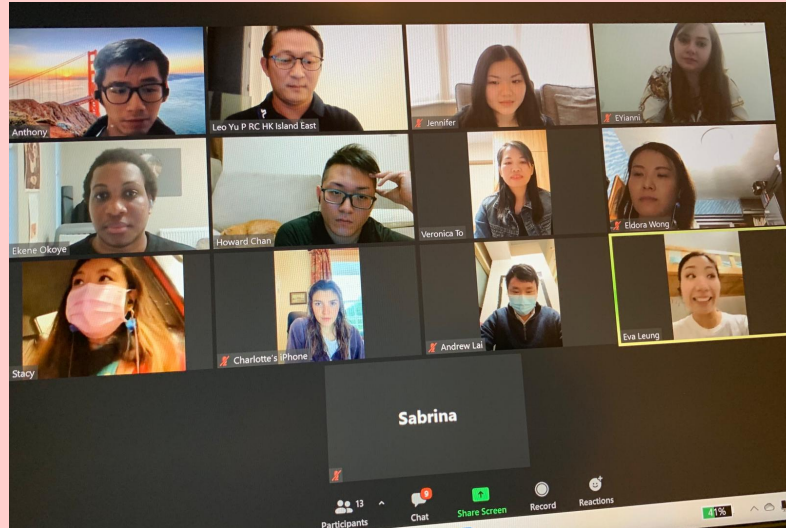 Anthony
Leo Yu P RC HK Island East
Jennifer
EYianni
Ekene Okoye
Howard Chan
Veronica To
Eldora Wong
Stacy
Charlotte's iPhone
Andrew Lai
Eva Leung
Sabrina
Participants
13
Chat
9
Share Screen
Record
Reactions
41%